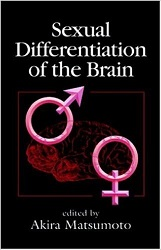 Sexual
Differentiation
of the Brain
edited by
Akira Matsumoto